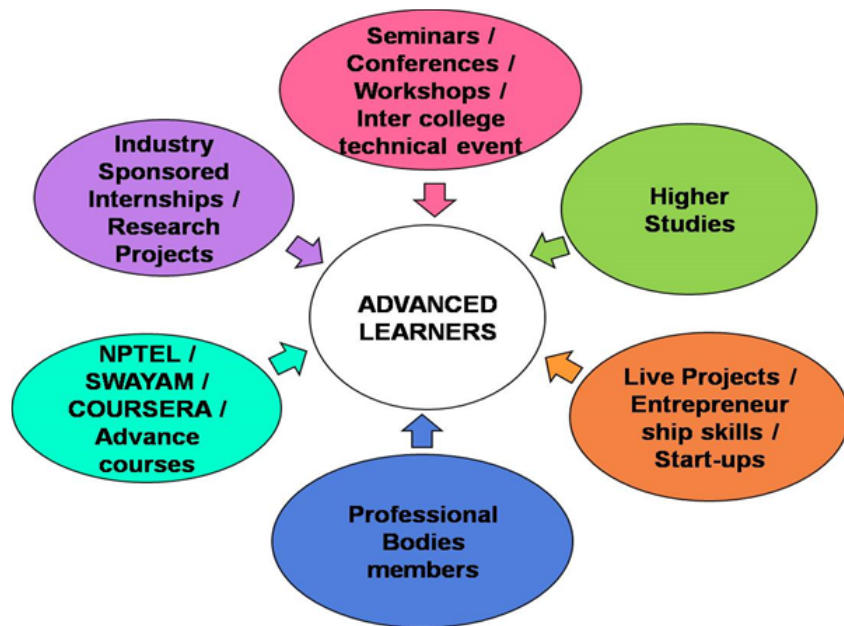 Seminars /
Conferences /
Workshops /
Inter college
technical event
Industry
Sponsored
Internships /
Research
Projects
Higher
Studies
ADVANCED
LEARNERS
NPTEL /
SWAYAM /
COURSERA /
Advance
courses
Live Projects /
Entrepreneur
ship skills /
Start-ups
Professional
Bodies
members